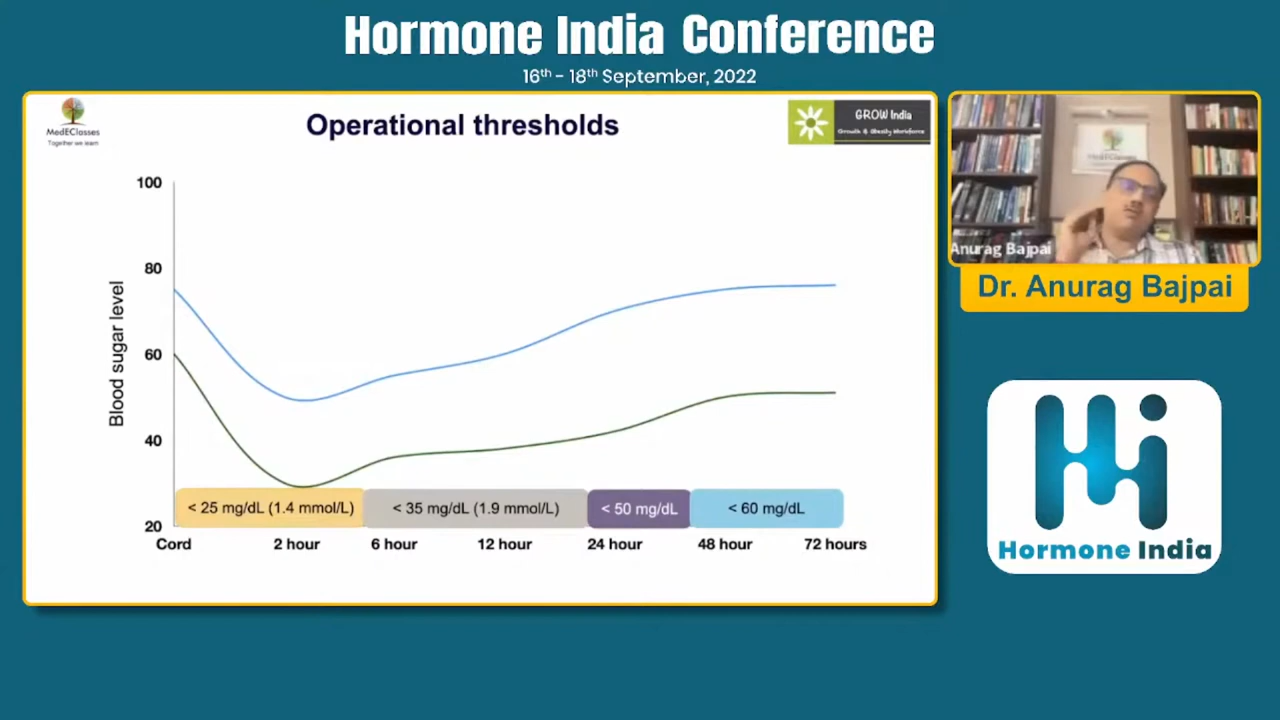 Hormone India Conference
16th - 18th September, 2022
MedEClasses
Together we learn
Operational thresholds
GROW India
Growth & Obesity Workforce
100
80
60
40
20
Blood sugar level
< 25 mg/dL (1.4 mmol/L)
< 35 mg/dL (1.9 mmol/L)
< 50 mg/dL
< 60 mg/dL
Cord
2 hour
6 hour
12 hour
24 hour
48 hour
72 hours
MedEClasses
Anurag Bajpai
Dr. Anurag Bajpai
Hi
Hormone India